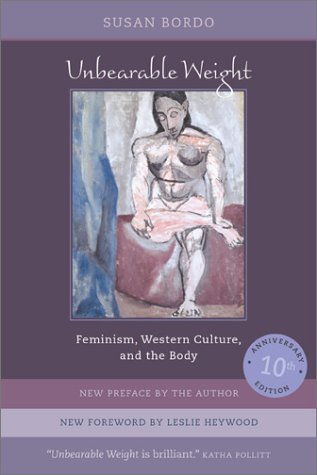 SUSAN BORDO
Unbearable Weight
Feminism, Western Culture,
and the Body
ANNIVERSARY
10th
EDITION
NEW PREFACE BY THE AUTHOR
NEW FOREWORD BY LESLIE HEYWOOD
“Unbearable Weight is brilliant.” KATHA POLLITT